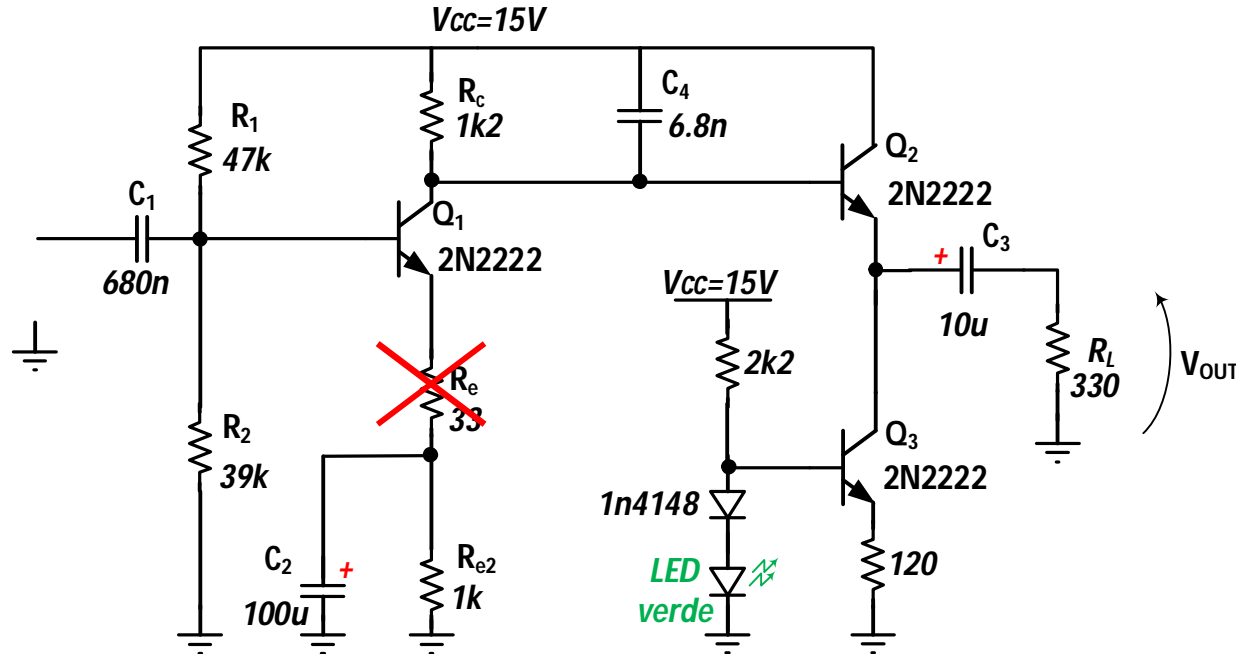 Vcc=15V
Rc
1k2
C4
6.8n
R1
47k
Q2
2N2222
C1
680n
Q1
2N2222
C3
+
10u
Vcc=15V
2k2
RL
330
VOUT
Re
33
R2
39k
Q3
2N2222
1n4148
C2
+
100u
Re2
1k
LED
verde
120